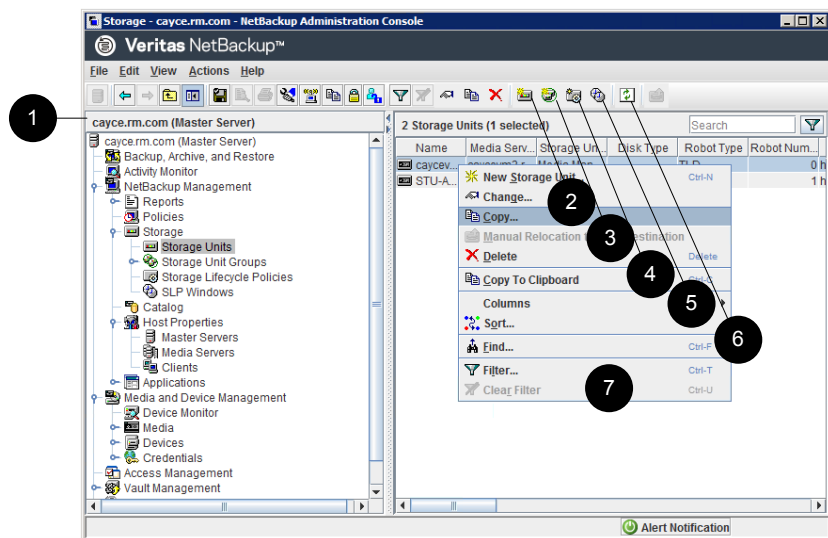 Storage - cayce.rm.com - NetBackup Administration Console
Veritas NetBackup™
File Edit View Actions Help
1
cayce.rm.com (Master Server)
cayce.rm.com (Master Server)
Backup, Archive, and Restore
Activity Monitor
NetBackup Management
Reports
Policies
Storage
Storage Units
Storage Unit Groups
Storage Lifecycle Policies
SLP Windows
Catalog
Host Properties
Master Servers
Media Servers
Clients
Applications
Media and Device Management
Device Monitor
Media
Devices
Credentials
Access Management
Vault Management
2 Storage Units (1 selected)
Search
Name Media Serv... Storage Un... Disk Type Robot Type Robot Num...
caycev... TLD 0 h
STU-A... 1 h
New Storage Unit... Ctrl-N
Change...
Copy...
Manual Relocation Destination
Delete Delete
Copy To Clipboard Ctrl-C
Columns
Sort...
Find... Ctrl-F
Filter... Ctrl-T
Clear Filter Ctrl-U
2
3
4
5
6
7
Alert Notification